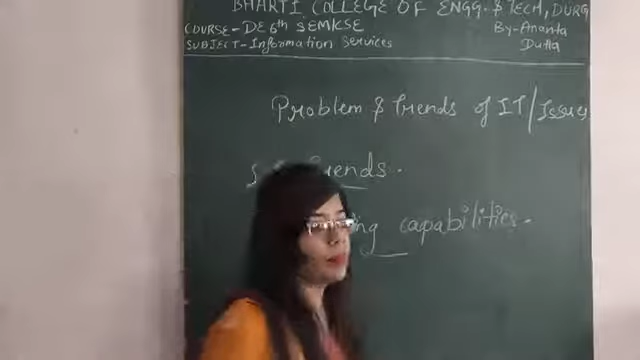 BHARTI COLLEGE OF ENGG. & TECH, DURG
COURSE - BE 6th SEM/CSE
By - Ananta
SUBJECT - Information Services
Dutta
Problem & Trends of IT/Issues
Trends.
capabilities.